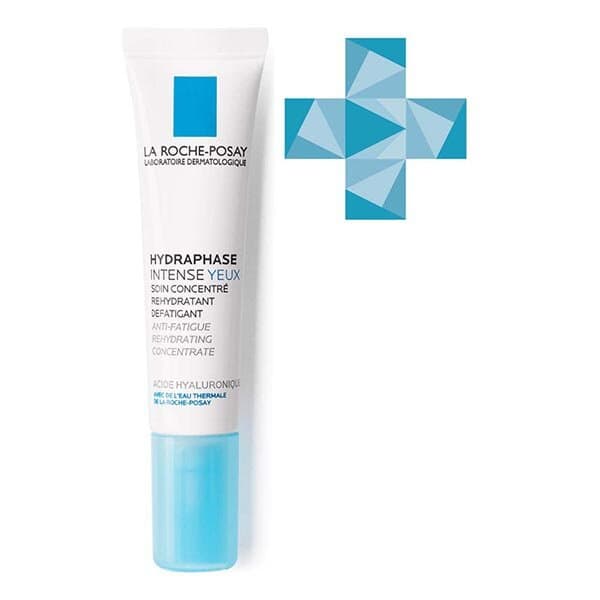 LA ROCHE-POSAY
LABORATOIRE DERMATOLOGIQUE
HYDRAPHASE
INTENSE YEUX
SOIN CONCENTRÉ
REHYDRATANT
DEFATIGANT
ANTI-FATIGUE
REHYDRATING
CONCENTRATE
ACIDE HYALURONIQUE
AVEC DE L'EAU THERMALE
DE LA ROCHE-POSAY